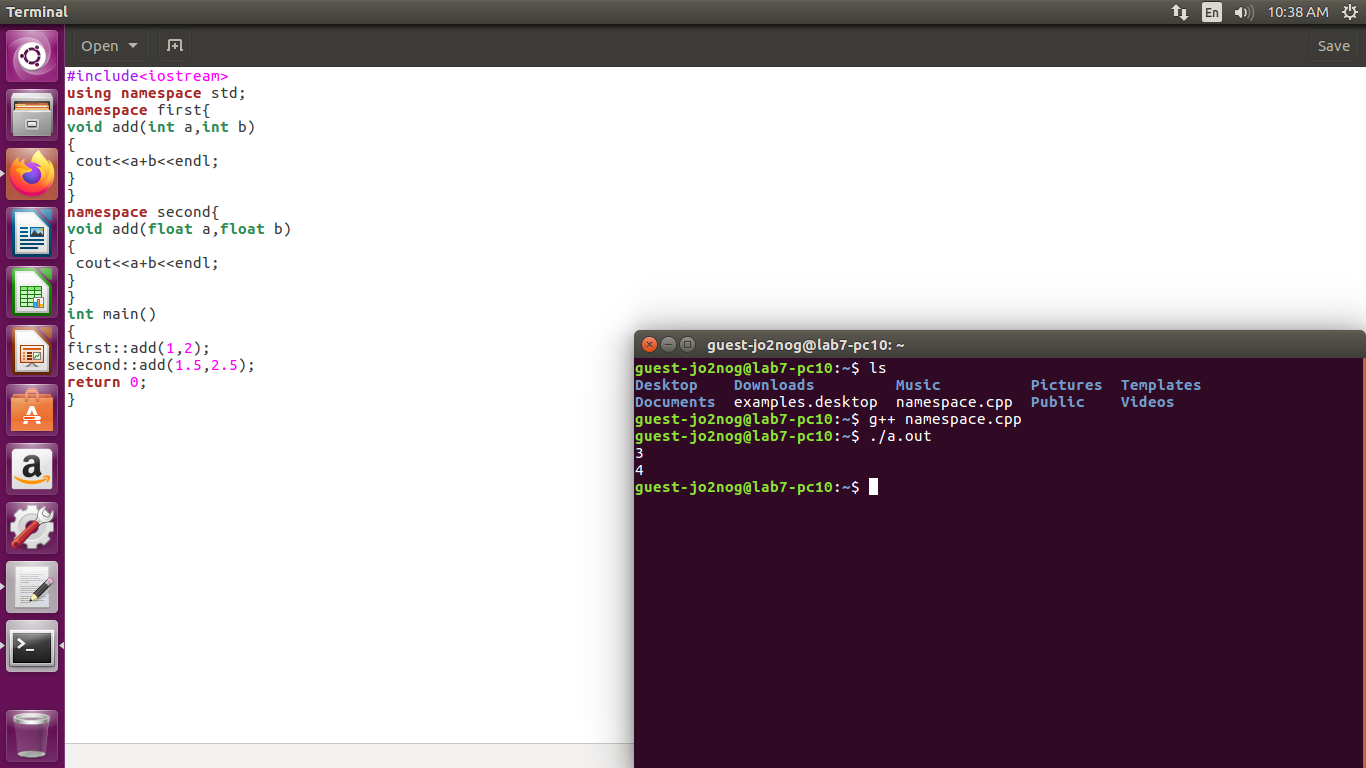 Terminal
En
10:38 AM
Open
Save
#include<iostream>
using namespace std;
namespace first{
void add(int a,int b)
{
 cout<<a+b<<endl;
}
}
namespace second{
void add(float a,float b)
{
 cout<<a+b<<endl;
}
}
int main()
{
first::add(1,2);
second::add(1.5,2.5);
return 0;
}
guest-jo2nog@lab7-pc10: ~
guest-jo2nog@lab7-pc10:~$ ls
Desktop    Downloads         Music          Pictures  Templates
Documents  examples.desktop  namespace.cpp  Public    Videos
guest-jo2nog@lab7-pc10:~$ g++ namespace.cpp
guest-jo2nog@lab7-pc10:~$ ./a.out
3
4
guest-jo2nog@lab7-pc10:~$